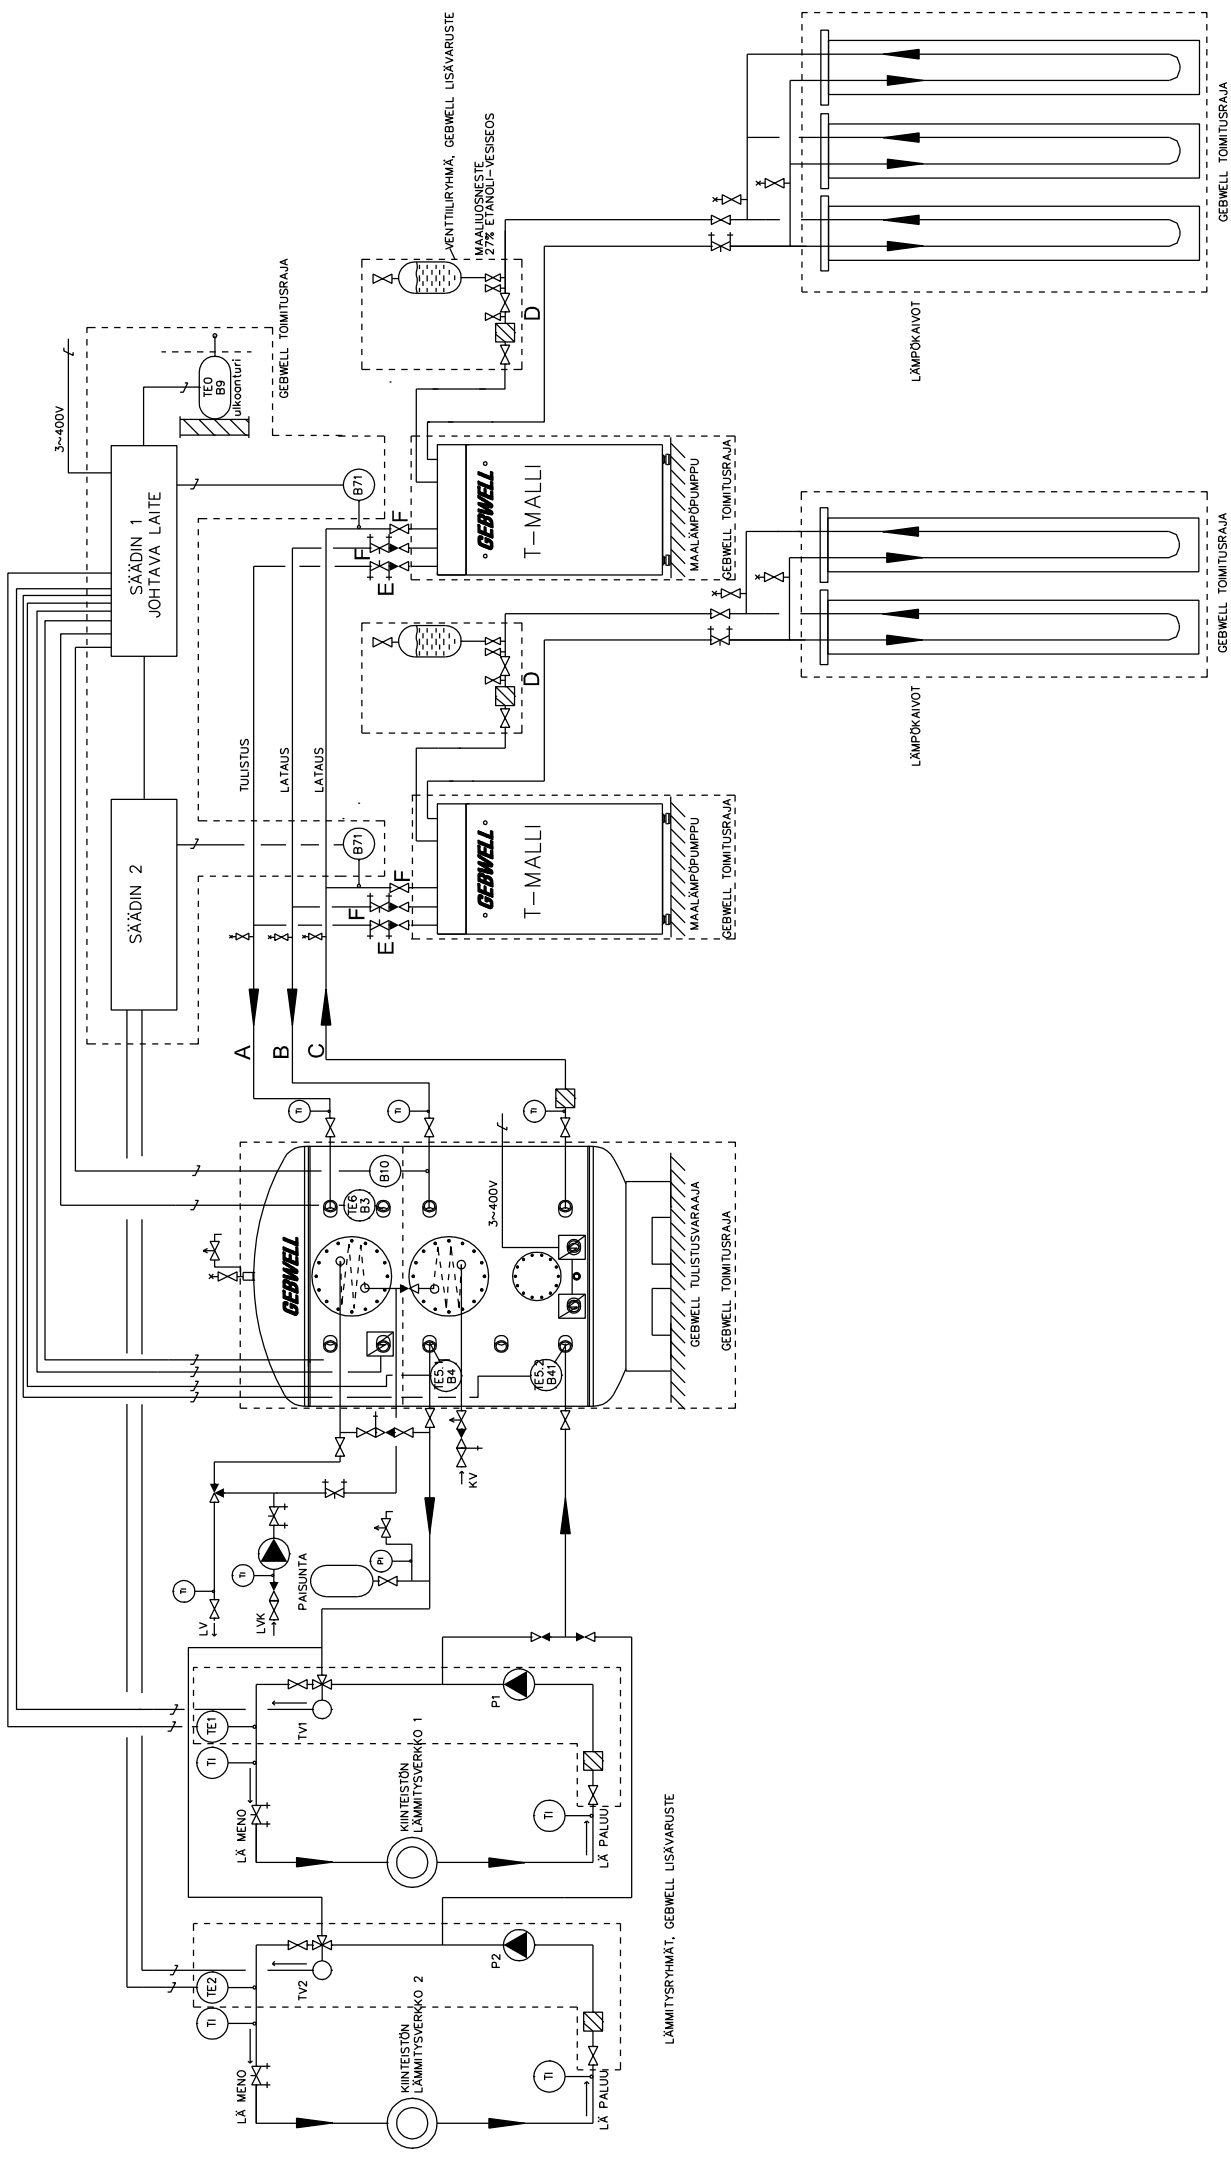 LÄ MENO
TI
TE2
TV2
KIINTEISTÖN
LÄMMITYSVERKKO 2
P2
TI
LÄ PALUU
LÄ MENO
TI
TE1
TV1
KIINTEISTÖN
LÄMMITYSVERKKO 1
P1
TI
LÄ PALUU
LÄMMITYSRYHMÄT, GEBWELL LISÄVARUSTE
LV
TI
LVK
TI
PAISUNTA
PI
KV
GEBWELL
TE6
B3
B10
TE5.1
B4
TE5.2
B41
3~400V
TI
TI
TI
GEBWELL TULISTUSVARAAJA
GEBWELL TOIMITUSRAJA
A
B
C
TULISTUS
LATAUS
LATAUS
SÄÄDIN 2
SÄÄDIN 1
JOHTAVA LAITE
3~400V
TE0
B9
ulkoanturi
GEBWELL TOIMITUSRAJA
B71
E
F
F
GEBWELL
T-MALLI
MAALÄMPÖPUMPPU
GEBWELL TOIMITUSRAJA
D
B71
E
F
F
GEBWELL
T-MALLI
MAALÄMPÖPUMPPU
GEBWELL TOIMITUSRAJA
D
VENTTIILIRYHMÄ, GEBWELL LISÄVARUSTE
MAALIUOSNESTE
27% ETANOLI-VESISEOS
LÄMPÖKAIVOT
GEBWELL TOIMITUSRAJA
LÄMPÖKAIVOT
GEBWELL TOIMITUSRAJA